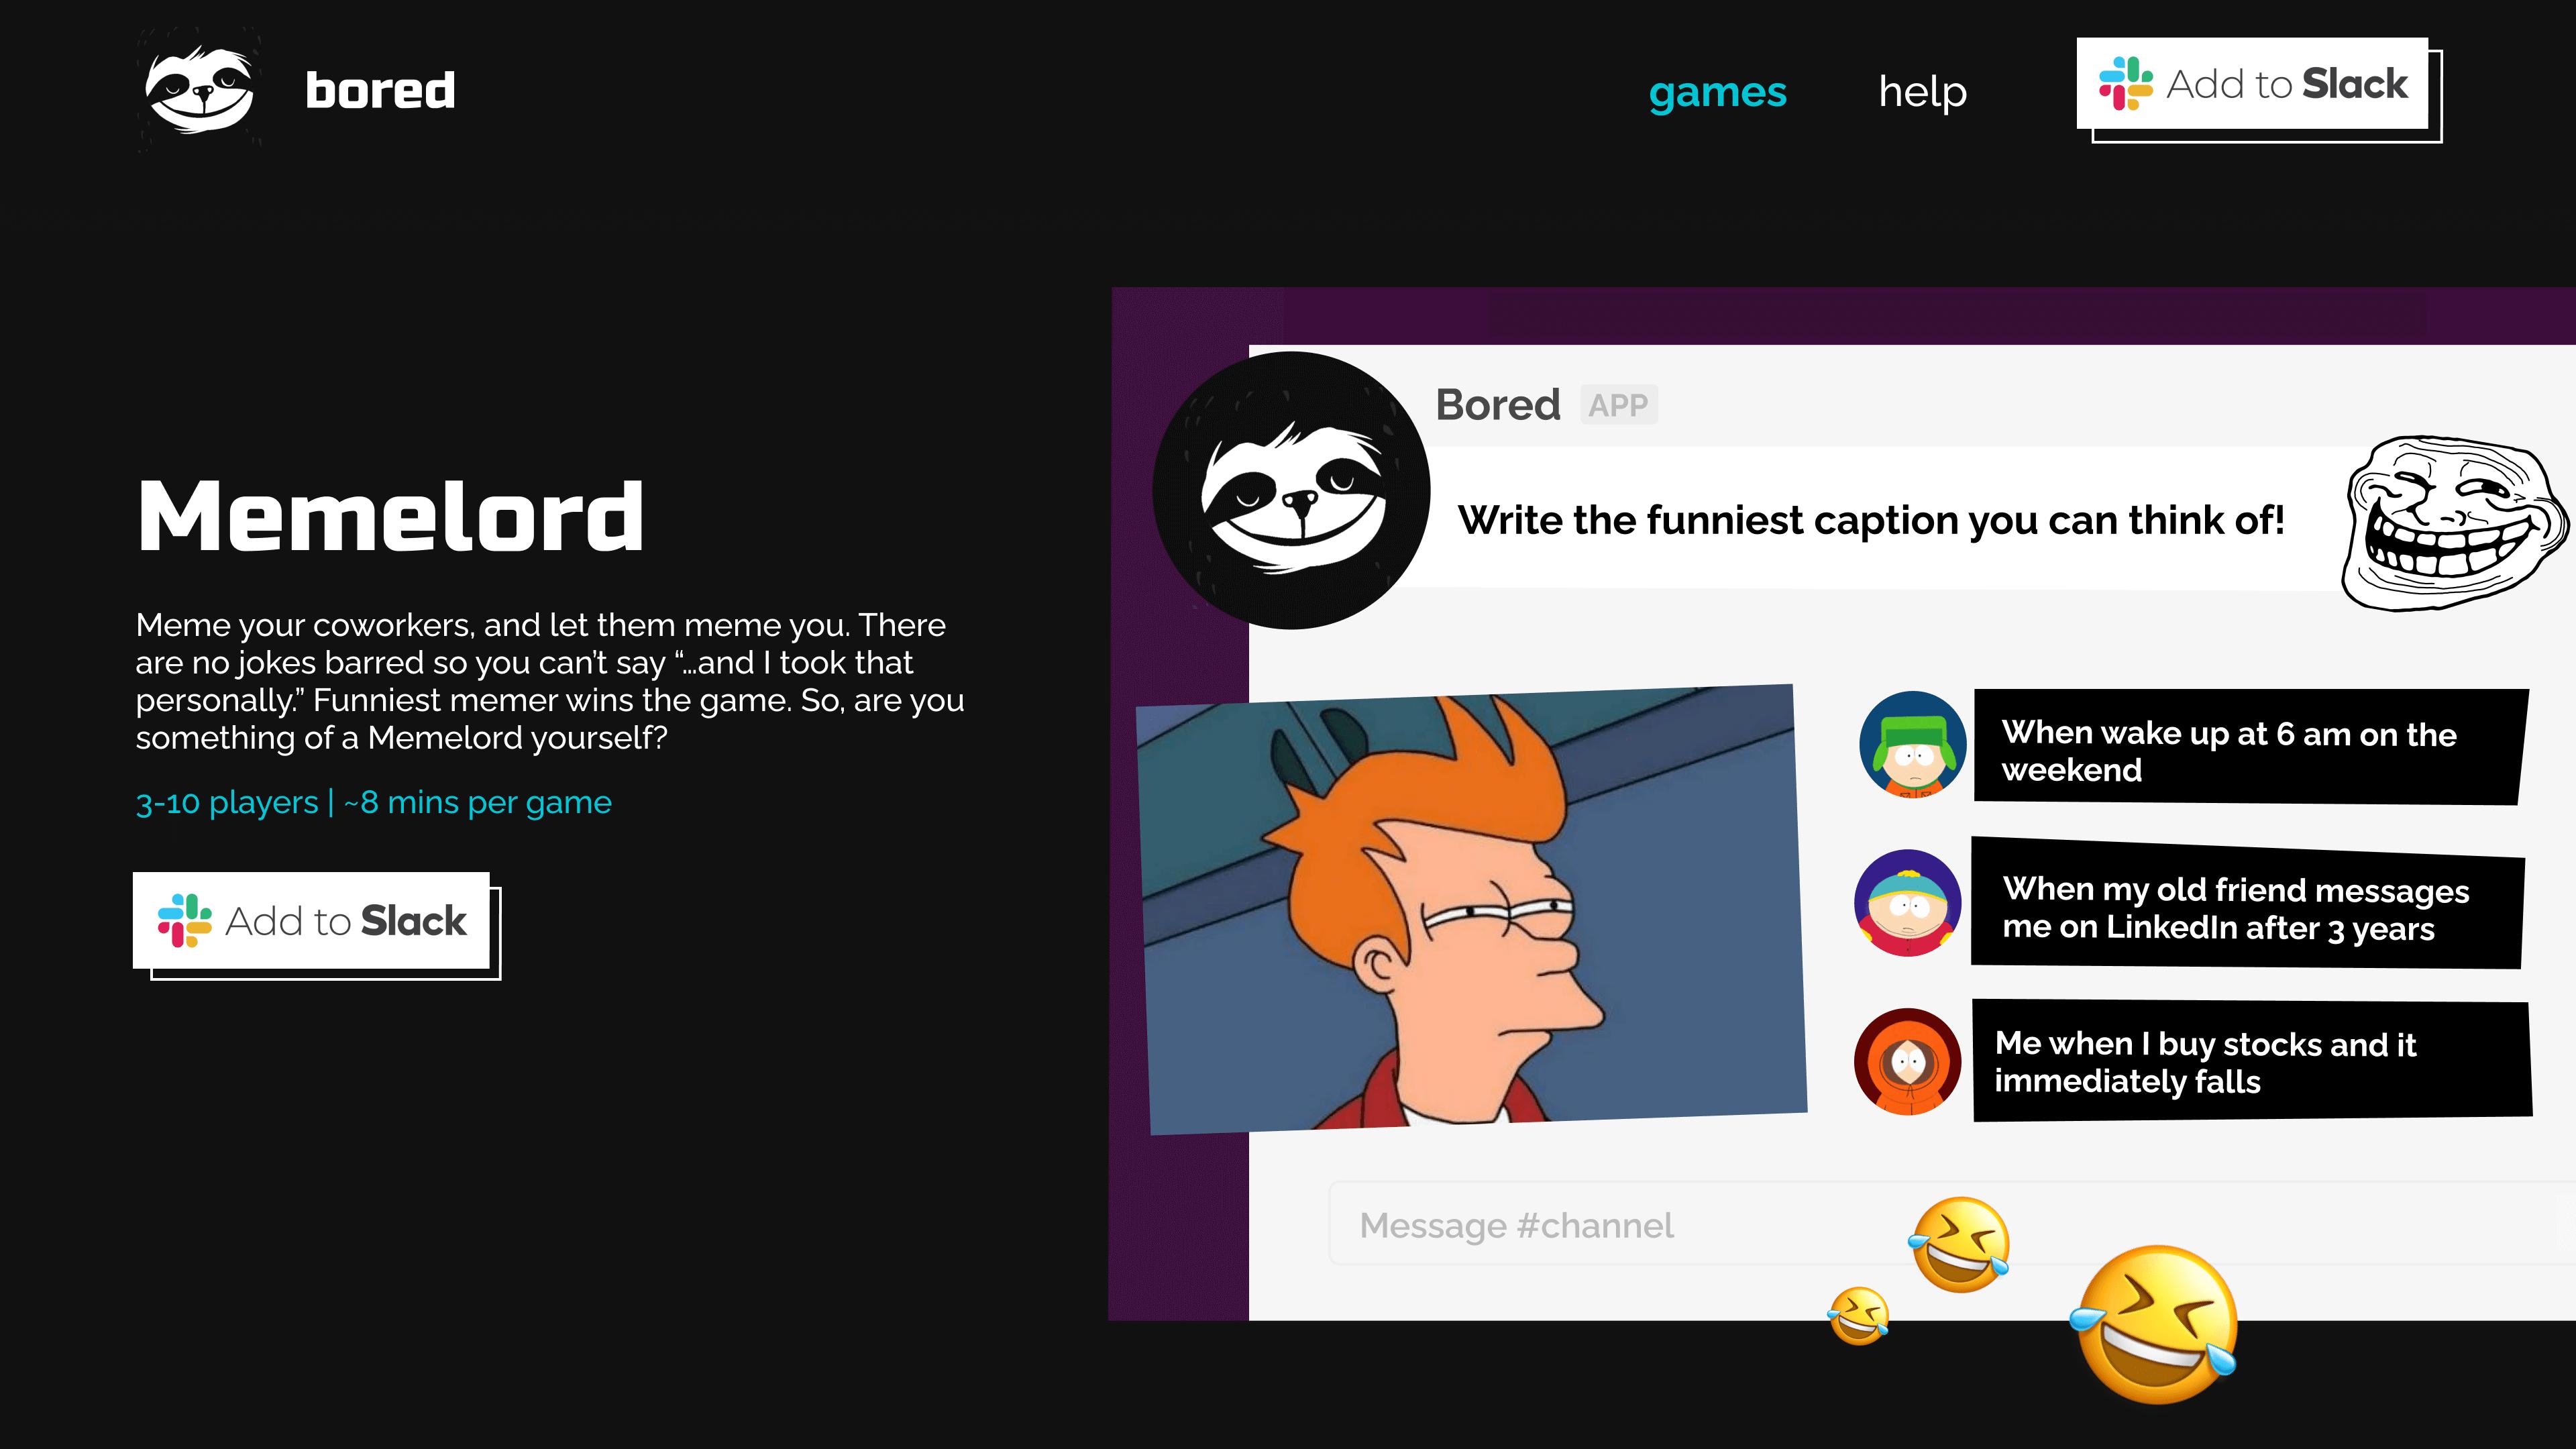 bored
games
help
Add to Slack
Memelord
Meme your coworkers, and let them meme you. There
are no jokes barred so you can’t say “...and I took that
personally.” Funniest memer wins the game. So, are you
something of a Memelord yourself?
3-10 players | ~8 mins per game
Add to Slack
Bored APP
Write the funniest caption you can think of!
When wake up at 6 am on the
weekend
When my old friend messages
me on LinkedIn after 3 years
Me when I buy stocks and it
immediately falls
Message #channel